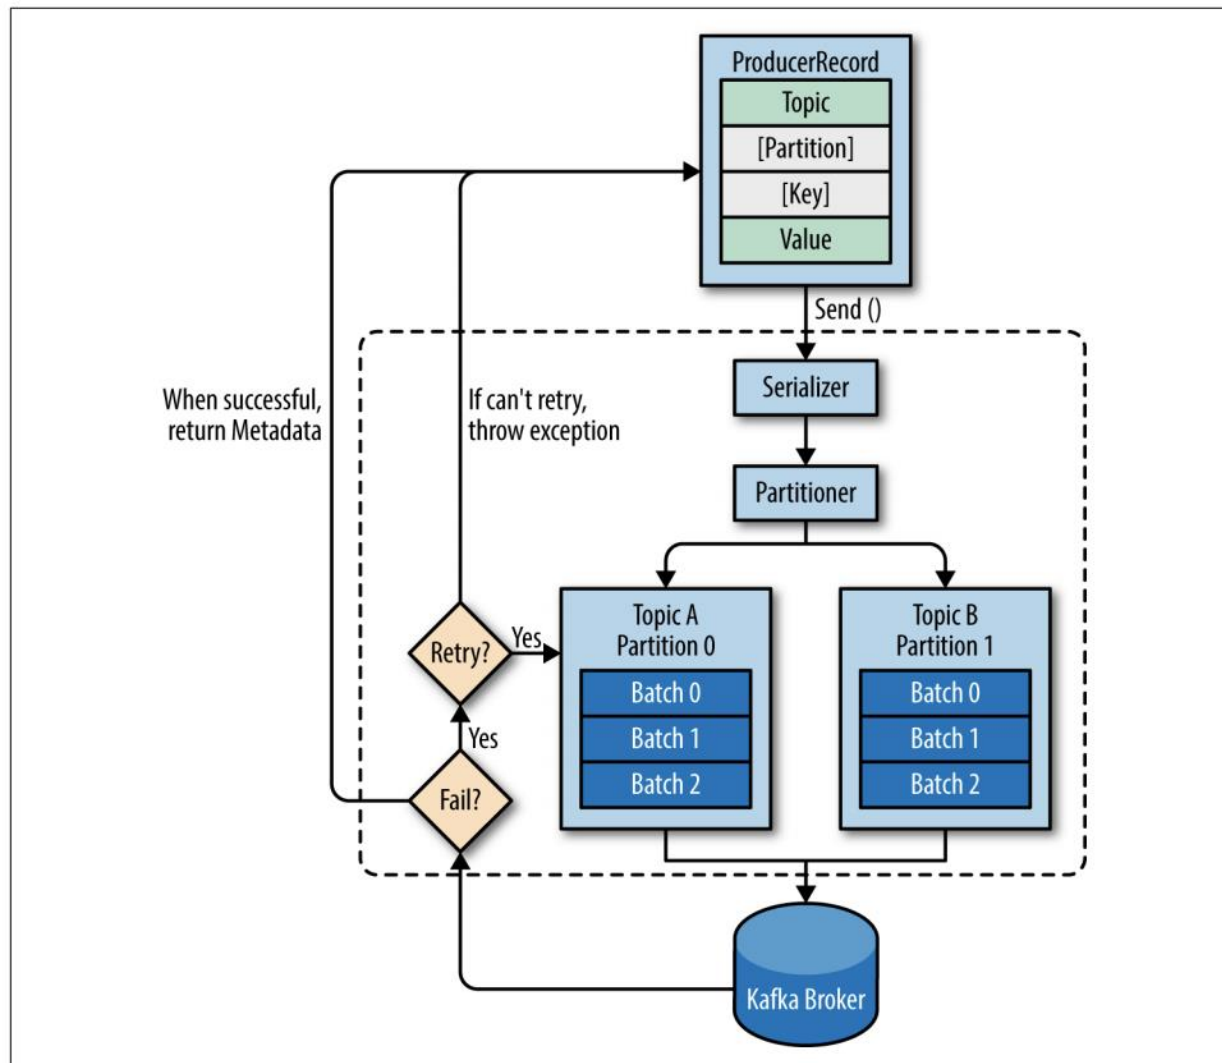 ProducerRecord
Topic
[Partition]
[Key]
Value
Send ()
Serializer
When successful,
return Metadata
If can't retry,
throw exception
Partitioner
Topic A
Partition 0
Batch 0
Batch 1
Batch 2
Topic B
Partition 1
Batch 0
Batch 1
Batch 2
Retry?
Yes
Yes
Fail?
Kafka Broker